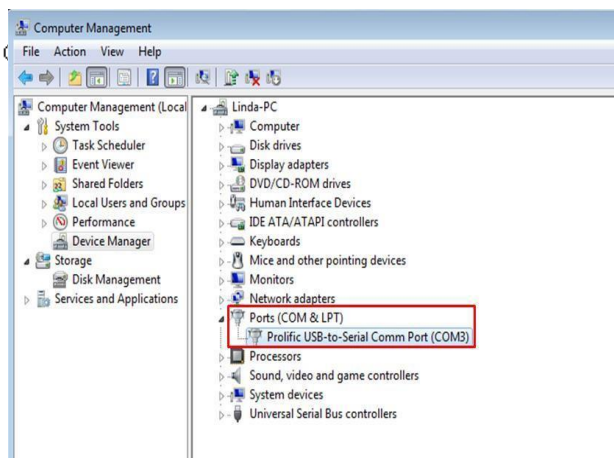 Computer Management
File Action View Help
Computer Management (Local
System Tools
Task Scheduler
Event Viewer
Shared Folders
Local Users and Groups
Performance
Device Manager
Storage
Disk Management
Services and Applications
Linda-PC
Computer
Disk drives
Display adapters
DVD/CD-ROM drives
Human Interface Devices
IDE ATA/ATAPI controllers
Keyboards
Mice and other pointing devices
Monitors
Network adapters
Ports (COM & LPT)
Prolific USB-to-Serial Comm Port (COM3)
Processors
Sound, video and game controllers
System devices
Universal Serial Bus controllers